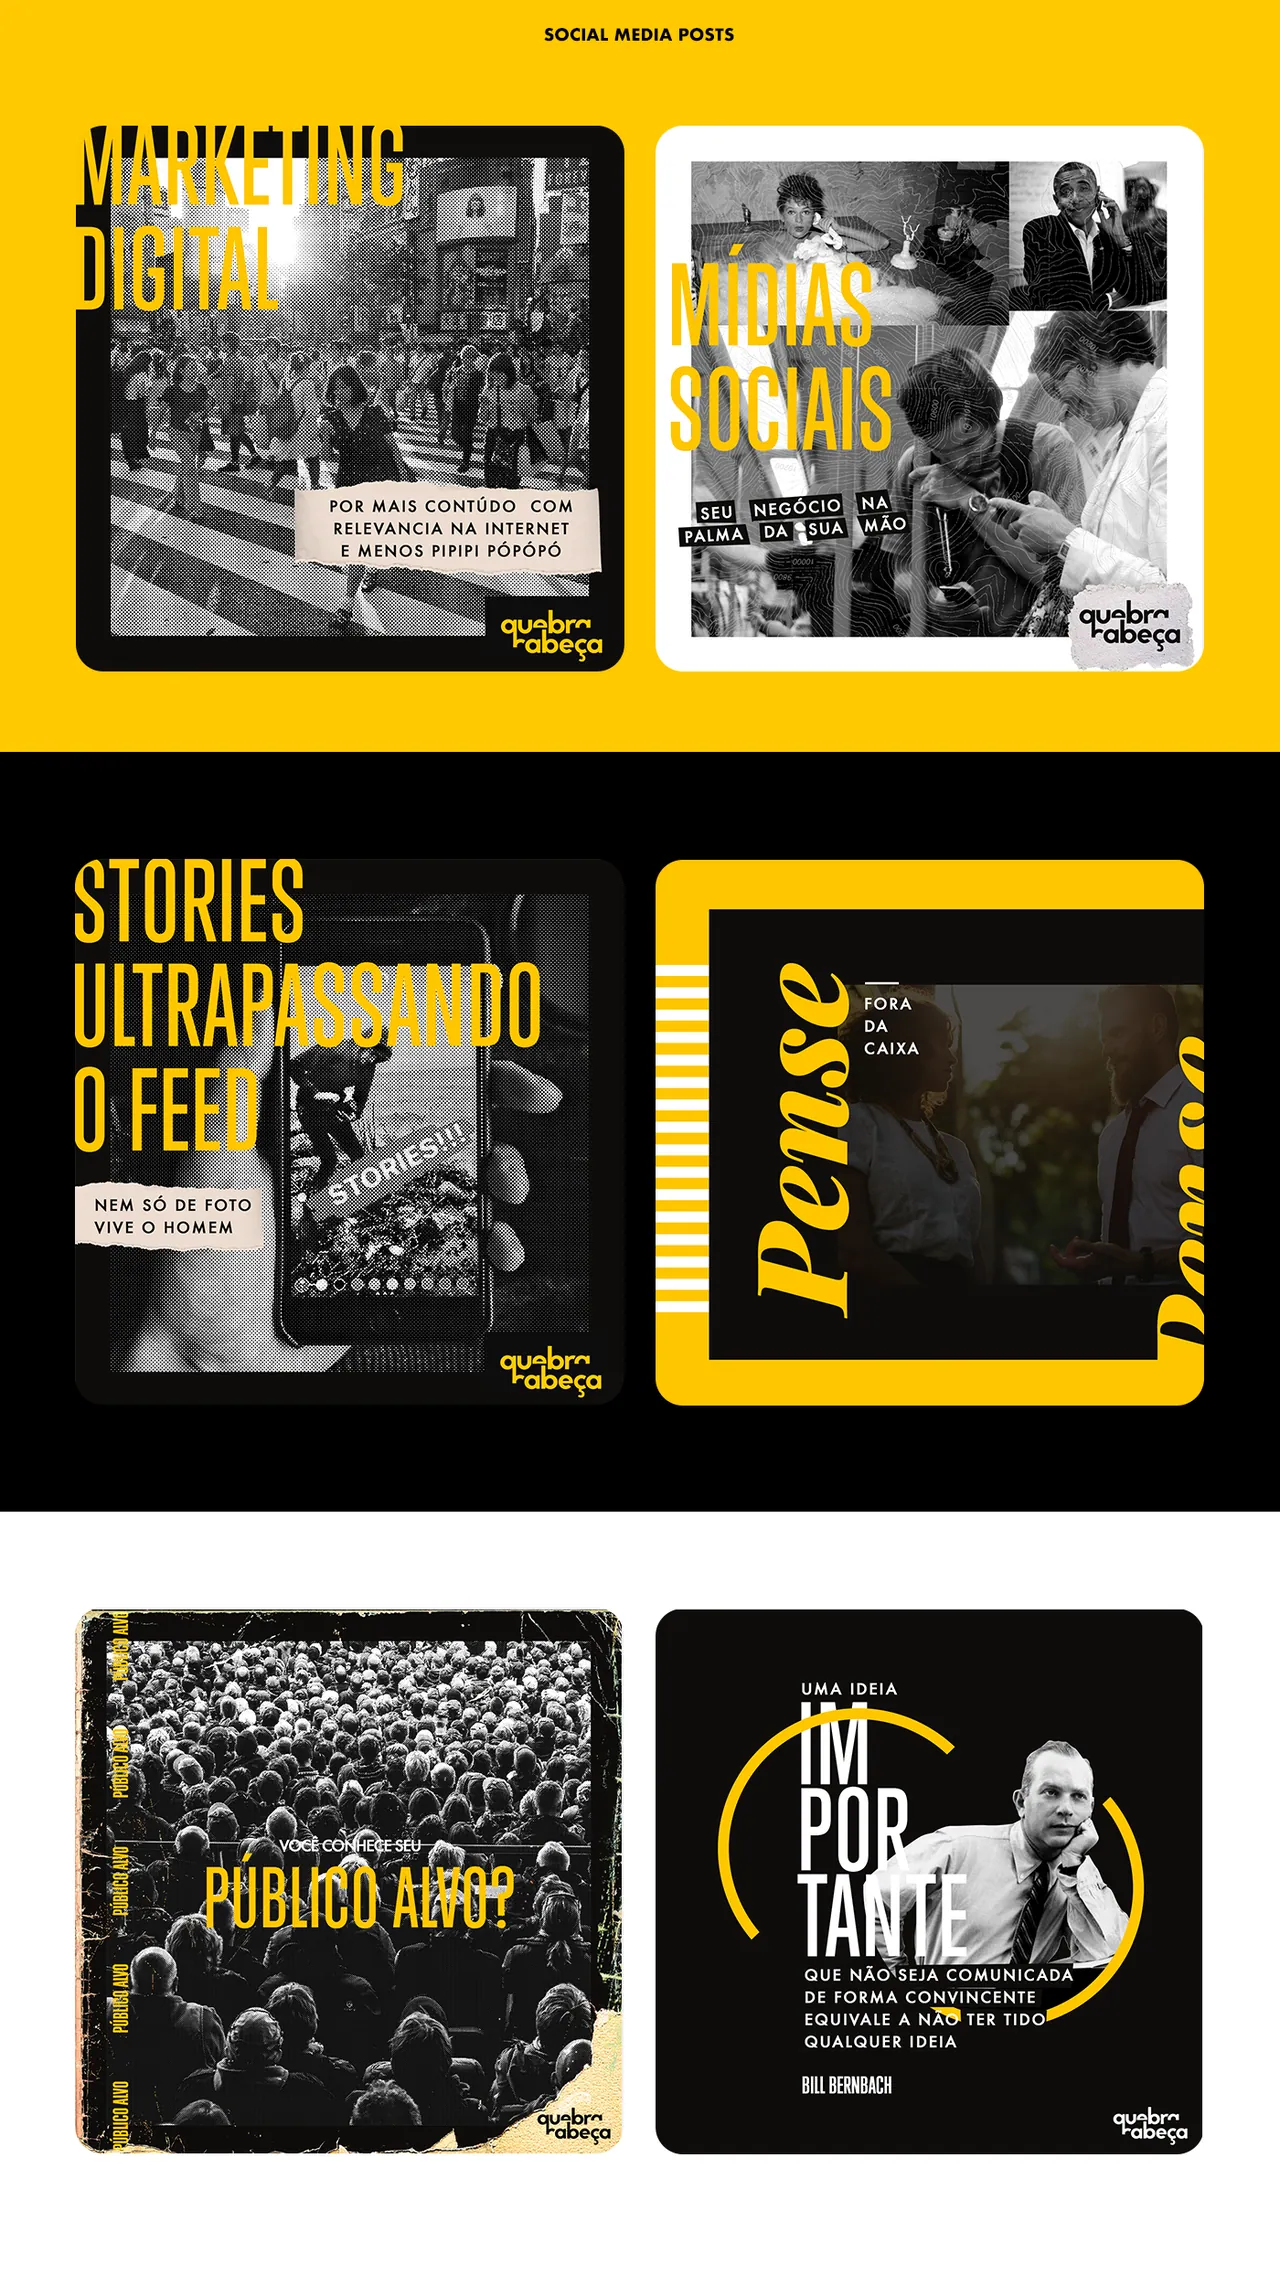 SOCIAL MEDIA POSTS
MARKETING
DIGITAL
POR MAIS CONTÚDO COM
RELEVANCIA NA INTERNET
E MENOS PIPIPI PÓPÓPÓ
quebra
cabeça
MÍDIAS
SOCIAIS
SEU NEGÓCIO NA
PALMA DA SUA MÃO
quebra
cabeça
STORIES
ULTRAPASSANDO
O FEED
STORIES!!!
NEM SÓ DE FOTO
VIVE O HOMEM
quebra
cabeça
Pense
FORA
DA
CAIXA
Pense
PÚBLICO ALVO
PÚBLICO ALVO
PÚBLICO ALVO
PÚBLICO ALVO
PÚBLICO ALVO
VOCÊ CONHECE SEU
PÚBLICO ALVO?
quebra
cabeça
UMA IDEIA
IM
POR
TANTE
QUE NÃO SEJA COMUNICADA
DE FORMA CONVINCENTE
EQUIVALE A NÃO TER TIDO
QUALQUER IDEIA
BILL BERNBACH
quebra
cabeça